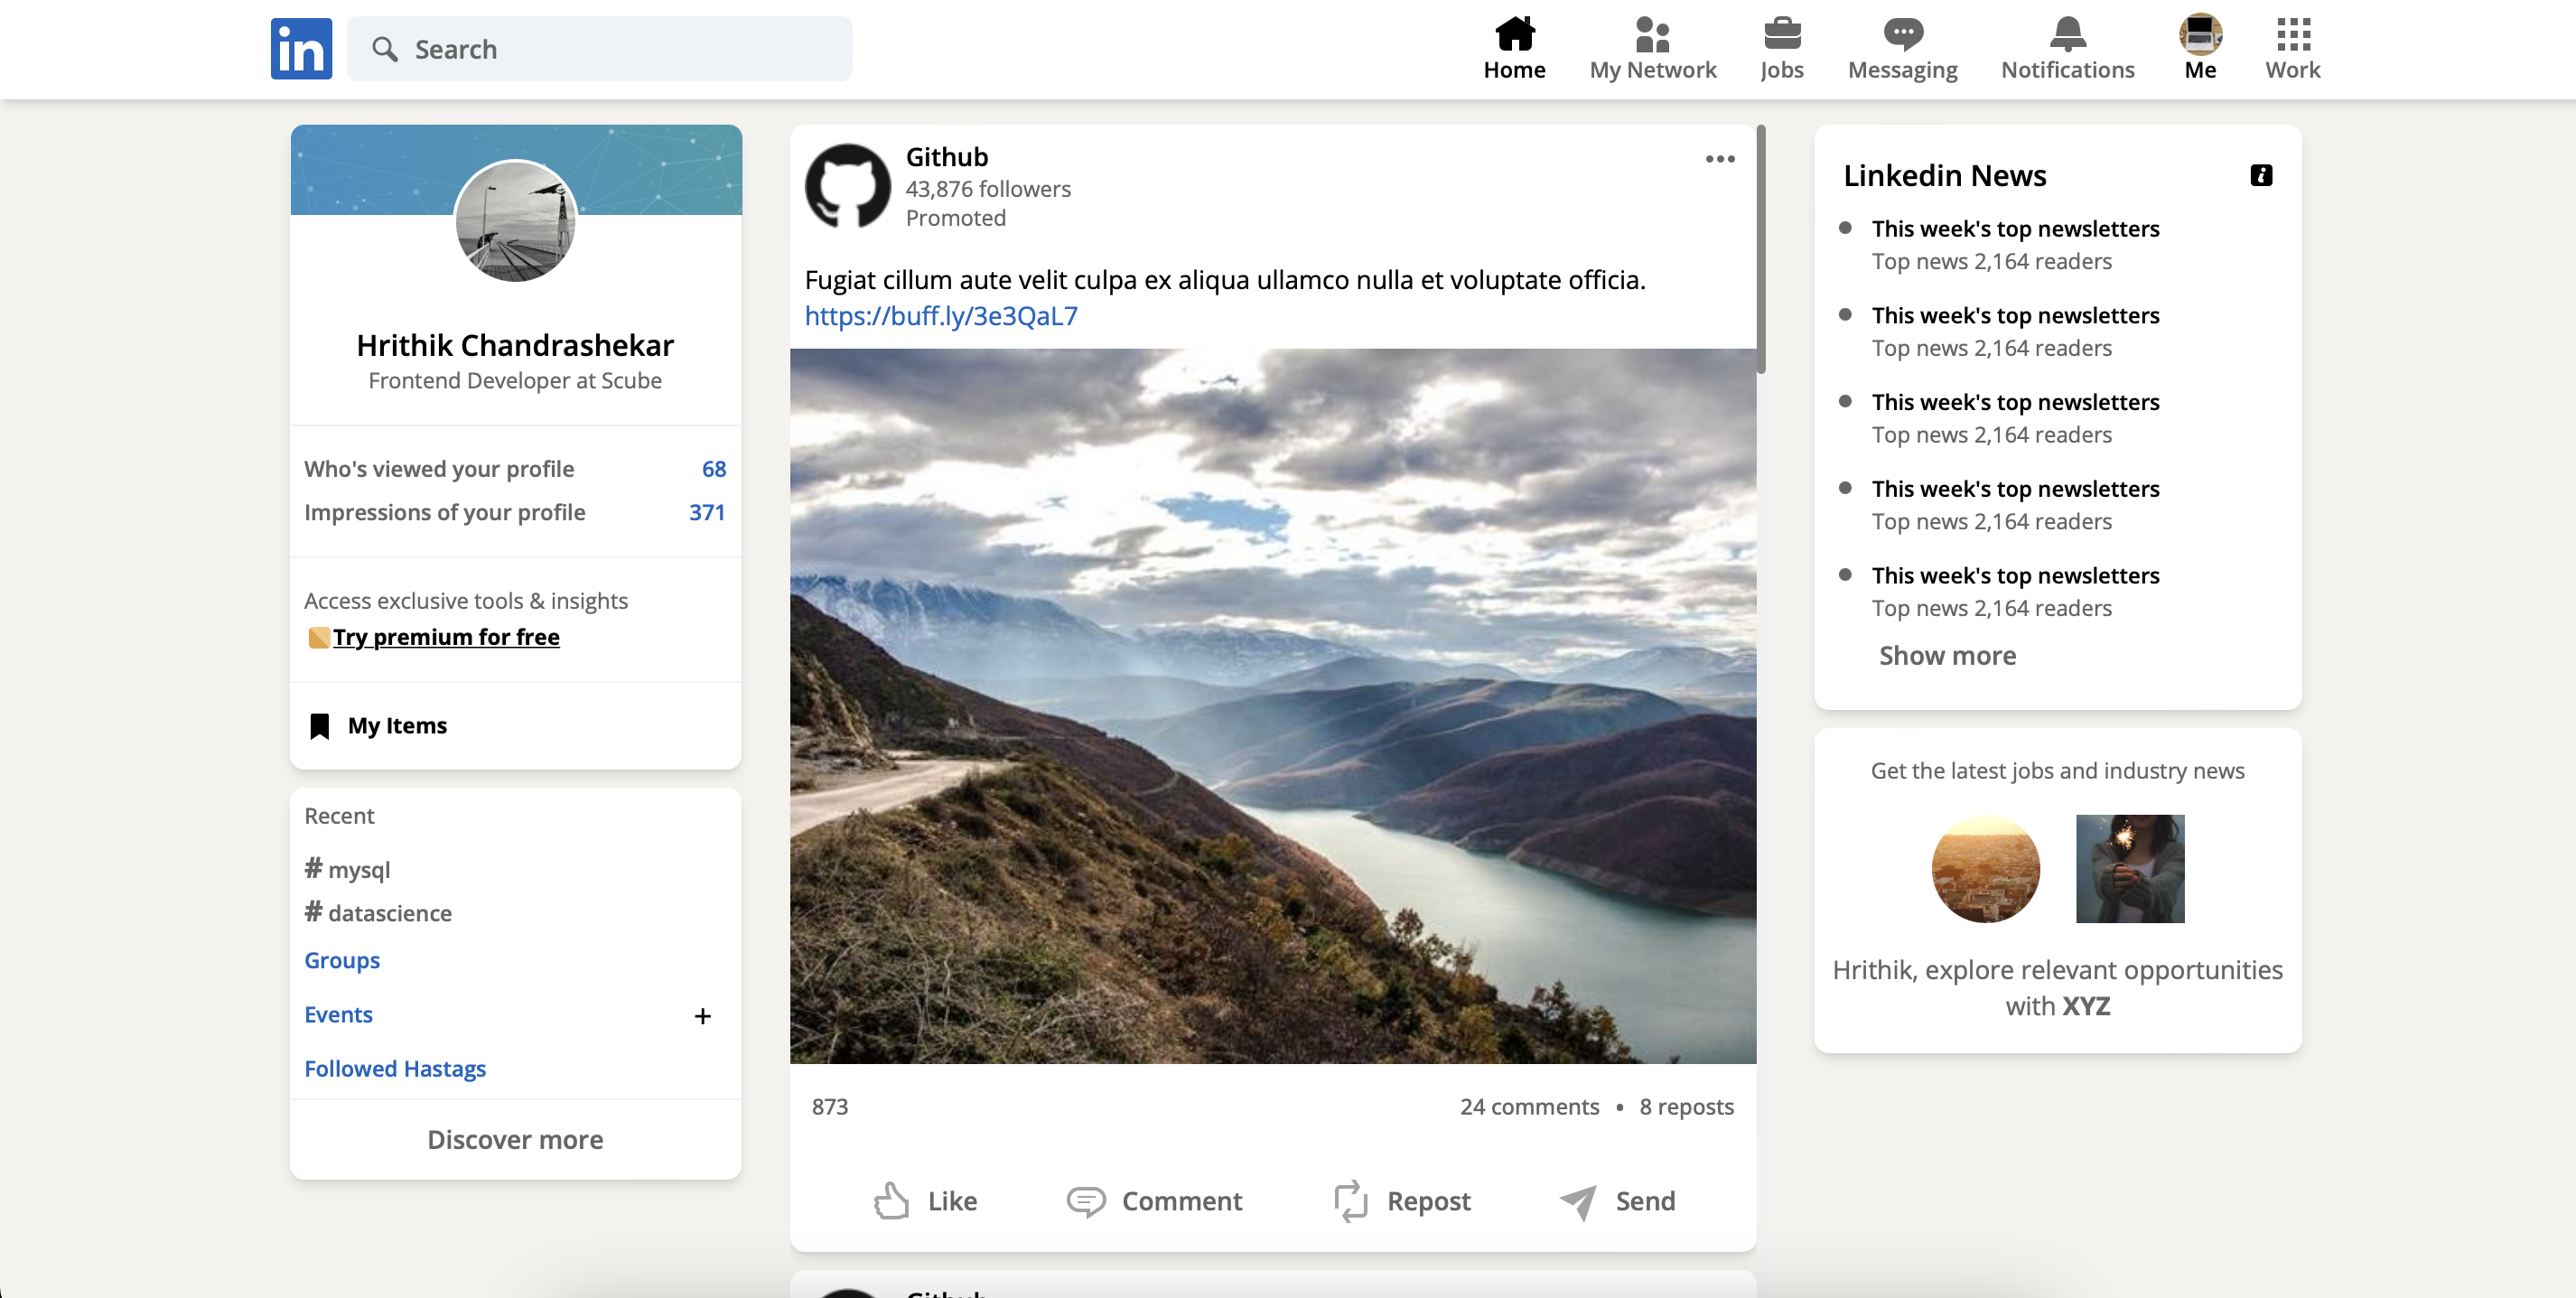 in
Search
Home
My Network
Jobs
Messaging
Notifications
Me
Work
Hrithik Chandrashekar
Frontend Developer at Scube
Who's viewed your profile 68
Impressions of your profile 371
Access exclusive tools & insights
Try premium for free
My Items
Recent
# mysql
# datascience
Groups
Events +
Followed Hastags
Discover more
Github
43,876 followers
Promoted
Fugiat cillum aute velit culpa ex aliqua ullamco nulla et voluptate officia.
https://buff.ly/3e3QaL7
873
24 comments • 8 reposts
Like
Comment
Repost
Send
Github
Linkedin News
This week's top newsletters
Top news 2,164 readers
This week's top newsletters
Top news 2,164 readers
This week's top newsletters
Top news 2,164 readers
This week's top newsletters
Top news 2,164 readers
This week's top newsletters
Top news 2,164 readers
Show more
Get the latest jobs and industry news
Hrithik, explore relevant opportunities
with XYZ